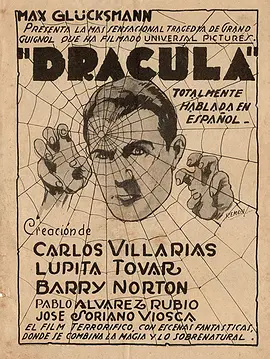 MAX GLÜCKSMANN
PRESENTA LA MAS SENSACIONAL TRAGEDIA DE GRAND
GUIGNOL QUE HA FILMADO UNIVERSAL PICTURES.
"DRACULA"
TOTALMENTE
HABLADA EN
ESPAÑOL_
Creación de
CARLOS VILLARIAS
LUPITA TOVAR
BARRY NORTON
PABLO ALVAREZ RUBIO
JOSE SORIANO VIOSCA
EL FILM TERRORIFICO, CON ESCENAS FANTASTICAS,
DONDE SE COMBINA LA MAGIA Y LO SOBRENATURAL.